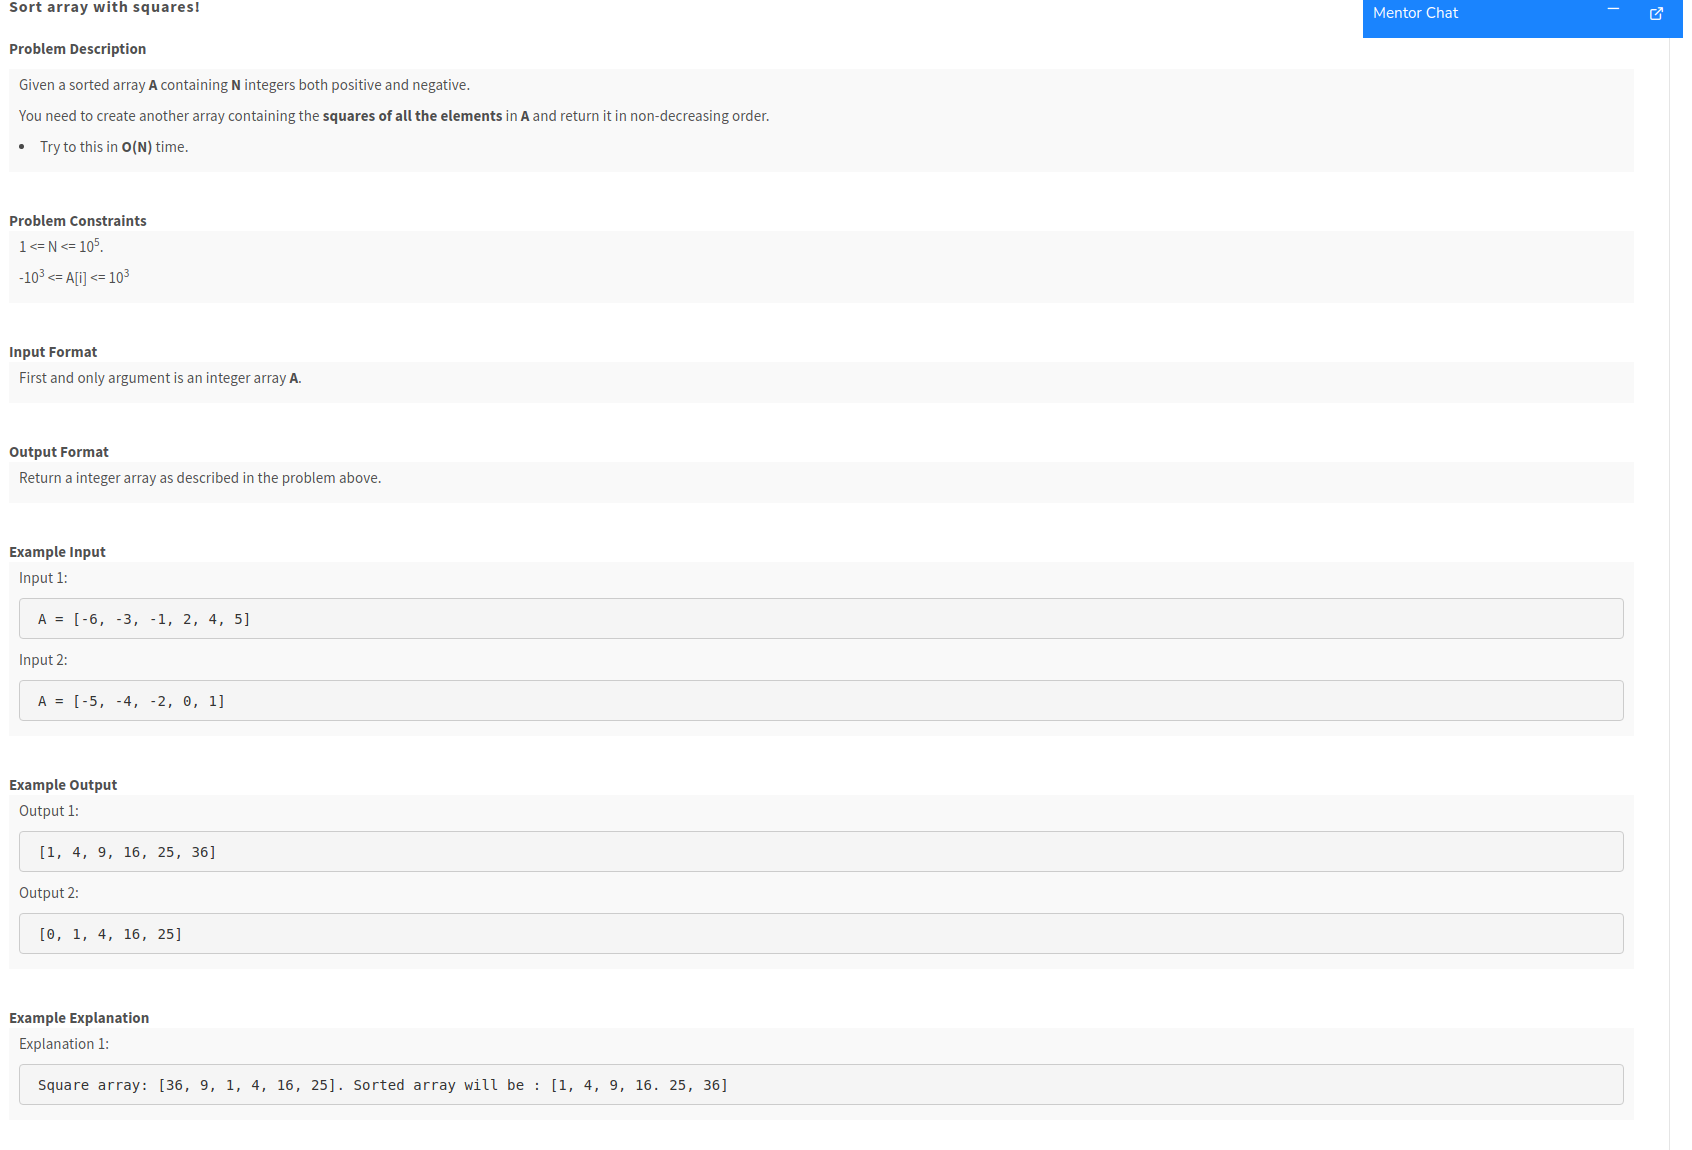 Sort array with squares!
Mentor Chat
Problem Description
Given a sorted array A containing N integers both positive and negative.
You need to create another array containing the squares of all the elements in A and return it in non-decreasing order.
• Try to this in O(N) time.
Problem Constraints
1 <= N <= 10⁵.
-10³ <= A[i] <= 10³
Input Format
First and only argument is an integer array A.
Output Format
Return a integer array as described in the problem above.
Example Input
Input 1:
A = [-6, -3, -1, 2, 4, 5]
Input 2:
A = [-5, -4, -2, 0, 1]
Example Output
Output 1:
[1, 4, 9, 16, 25, 36]
Output 2:
[0, 1, 4, 16, 25]
Example Explanation
Explanation 1:
Square array: [36, 9, 1, 4, 16, 25]. Sorted array will be : [1, 4, 9, 16. 25, 36]